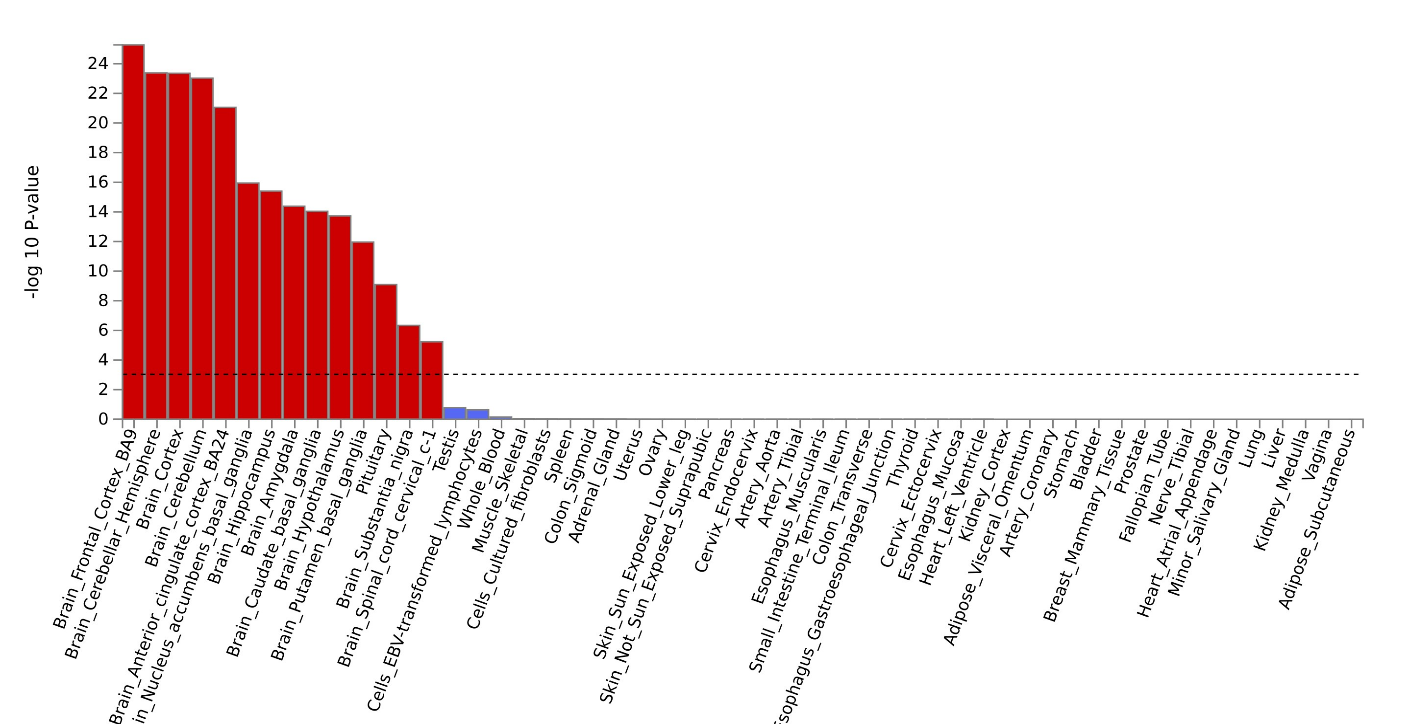 -log 10 P-value
24
22
20
18
16
14
12
10
8
6
4
2
0
Brain_Frontal_Cortex_BA9
Brain_Cerebellar_Hemisphere
Brain_Cortex
Brain_Cerebellum
Brain_Anterior_cingulate_cortex_BA24
in_Nucleus_accumbens_basal_ganglia
Brain_Hippocampus
Brain_Amygdala
Brain_Caudate_basal_ganglia
Brain_Hypothalamus
Brain_Putamen_basal_ganglia
Pituitary
Brain_Substantia_nigra
Brain_Spinal_cord_cervical_c-1
Testis
Cells_EBV-transformed_lymphocytes
Whole_Blood
Muscle_Skeletal
Cells_Cultured_fibroblasts
Spleen
Colon_Sigmoid
Adrenal_Gland
Uterus
Ovary
Skin_Sun_Exposed_Lower_leg
Skin_Not_Sun_Exposed_Suprapubic
Pancreas
Cervix_Endocervix
Artery_Aorta
Artery_Tibial
Esophagus_Muscularis
Small_Intestine_Terminal_Ileum
Colon_Transverse
Esophagus_Gastroesophageal_Junction
Thyroid
Cervix_Ectocervix
Esophagus_Mucosa
Heart_Left_Ventricle
Kidney_Cortex
Adipose_Visceral_Omentum
Artery_Coronary
Stomach
Bladder
Breast_Mammary_Tissue
Prostate
Fallopian_Tube
Nerve_Tibial
Heart_Atrial_Appendage
Minor_Salivary_Gland
Lung
Liver
Kidney_Medulla
Vagina
Adipose_Subcutaneous